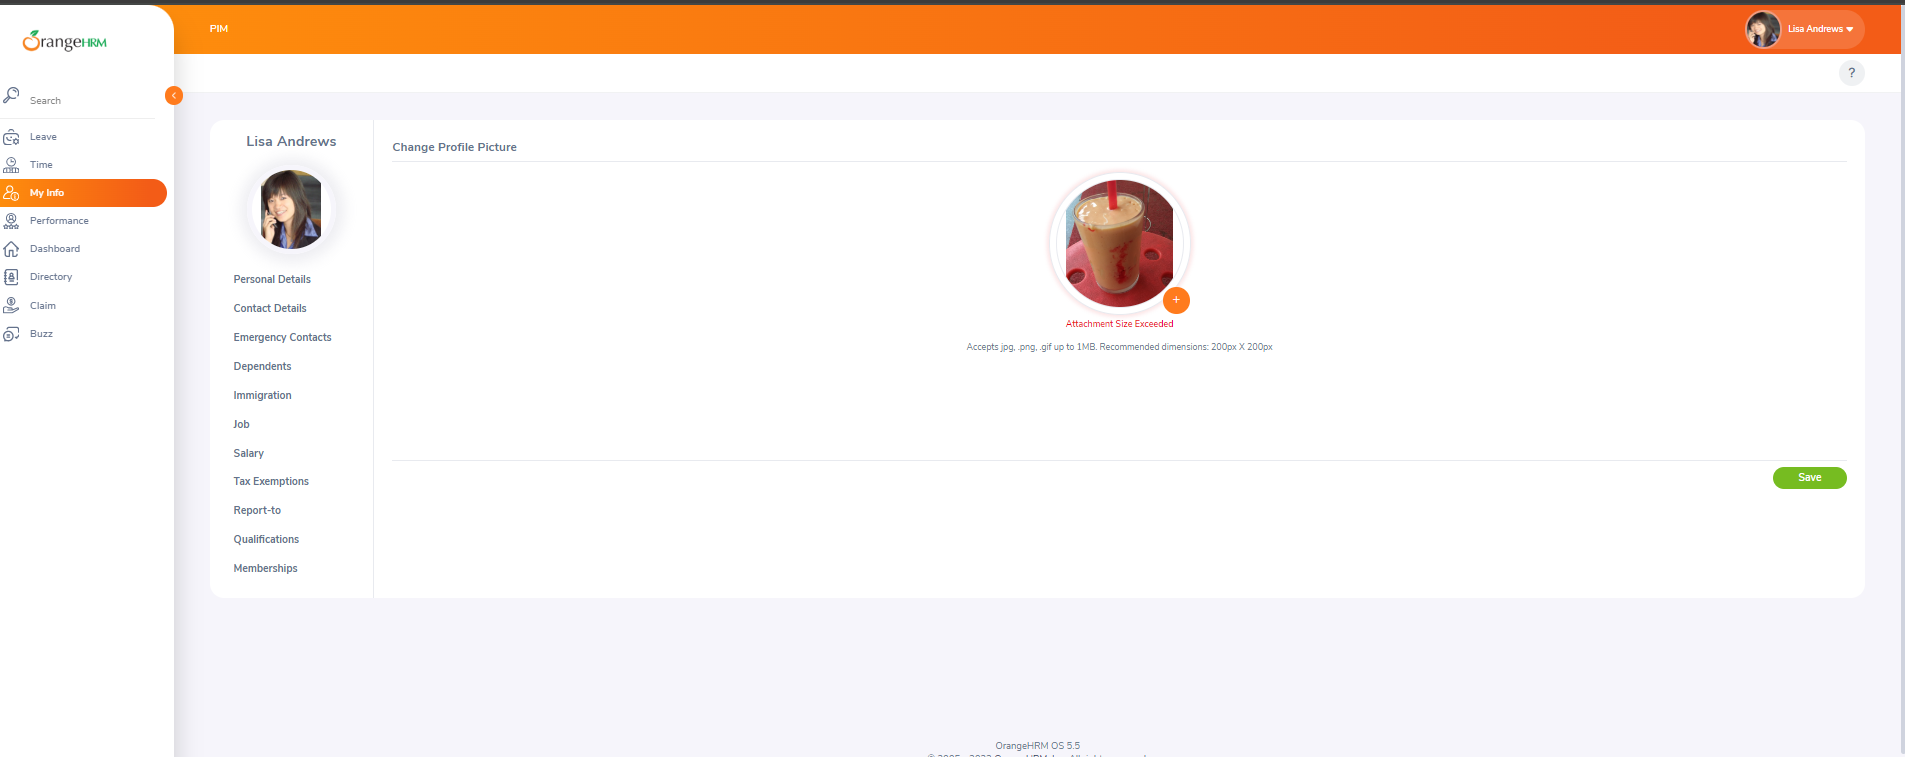 OrangeHRM
PIM
Lisa Andrews
?
Search
Leave
Time
My Info
Performance
Dashboard
Directory
Claim
Buzz
Lisa Andrews
Personal Details
Contact Details
Emergency Contacts
Dependents
Immigration
Job
Salary
Tax Exemptions
Report-to
Qualifications
Memberships
Change Profile Picture
+
Attachment Size Exceeded
Accepts jpg, .png, .gif up to 1MB. Recommended dimensions: 200px X 200px
Save
OrangeHRM OS 5.5